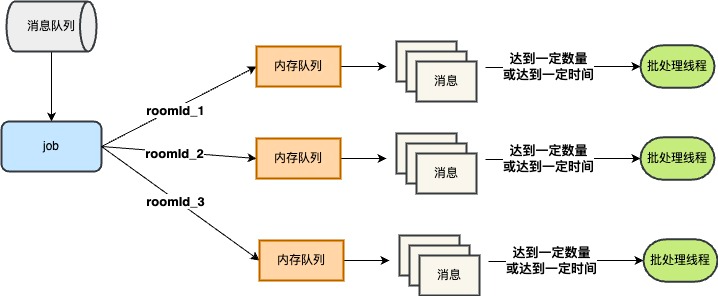 消息队列
job
roomId_1
内存队列
消息
达到一定数量
或达到一定时间
批处理线程
roomId_2
内存队列
消息
达到一定数量
或达到一定时间
批处理线程
roomId_3
内存队列
消息
达到一定数量
或达到一定时间
批处理线程